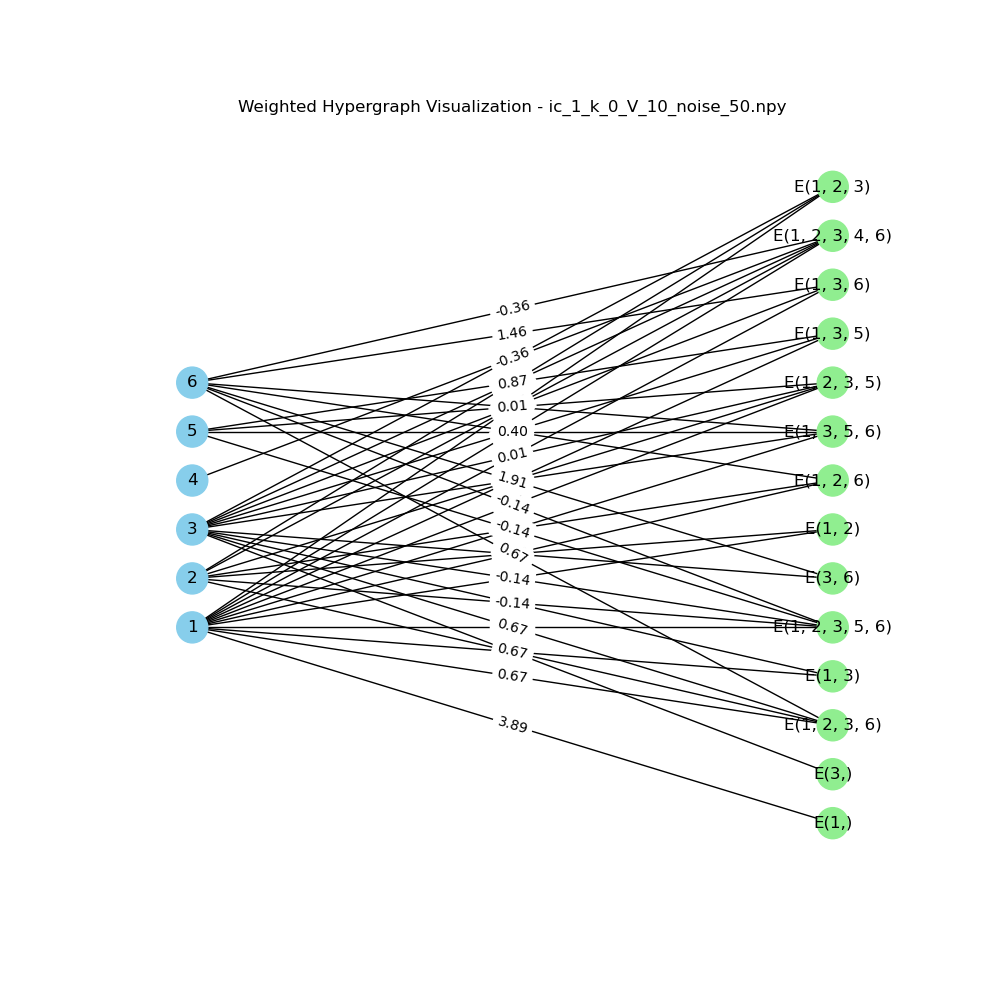 Weighted Hypergraph Visualization - ic_1_k_0_V_10_noise_50.npy
E(1, 2, 3)
E(1, 2, 3, 4, 6)
E(1, 3, 6)
E(1, 3, 5)
E(1, 2, 3, 5)
E(1, 3, 5, 6)
E(1, 2, 6)
E(1, 2)
E(3, 6)
E(1, 2, 3, 5, 6)
E(1, 3)
E(1, 2, 3, 6)
E(3,)
E(1,)
6
5
4
3
2
1
-0.36
1.46
-0.36
0.87
0.01
0.40
0.01
1.91
-0.14
-0.14
0.67
-0.14
-0.14
0.67
0.67
0.67
3.89